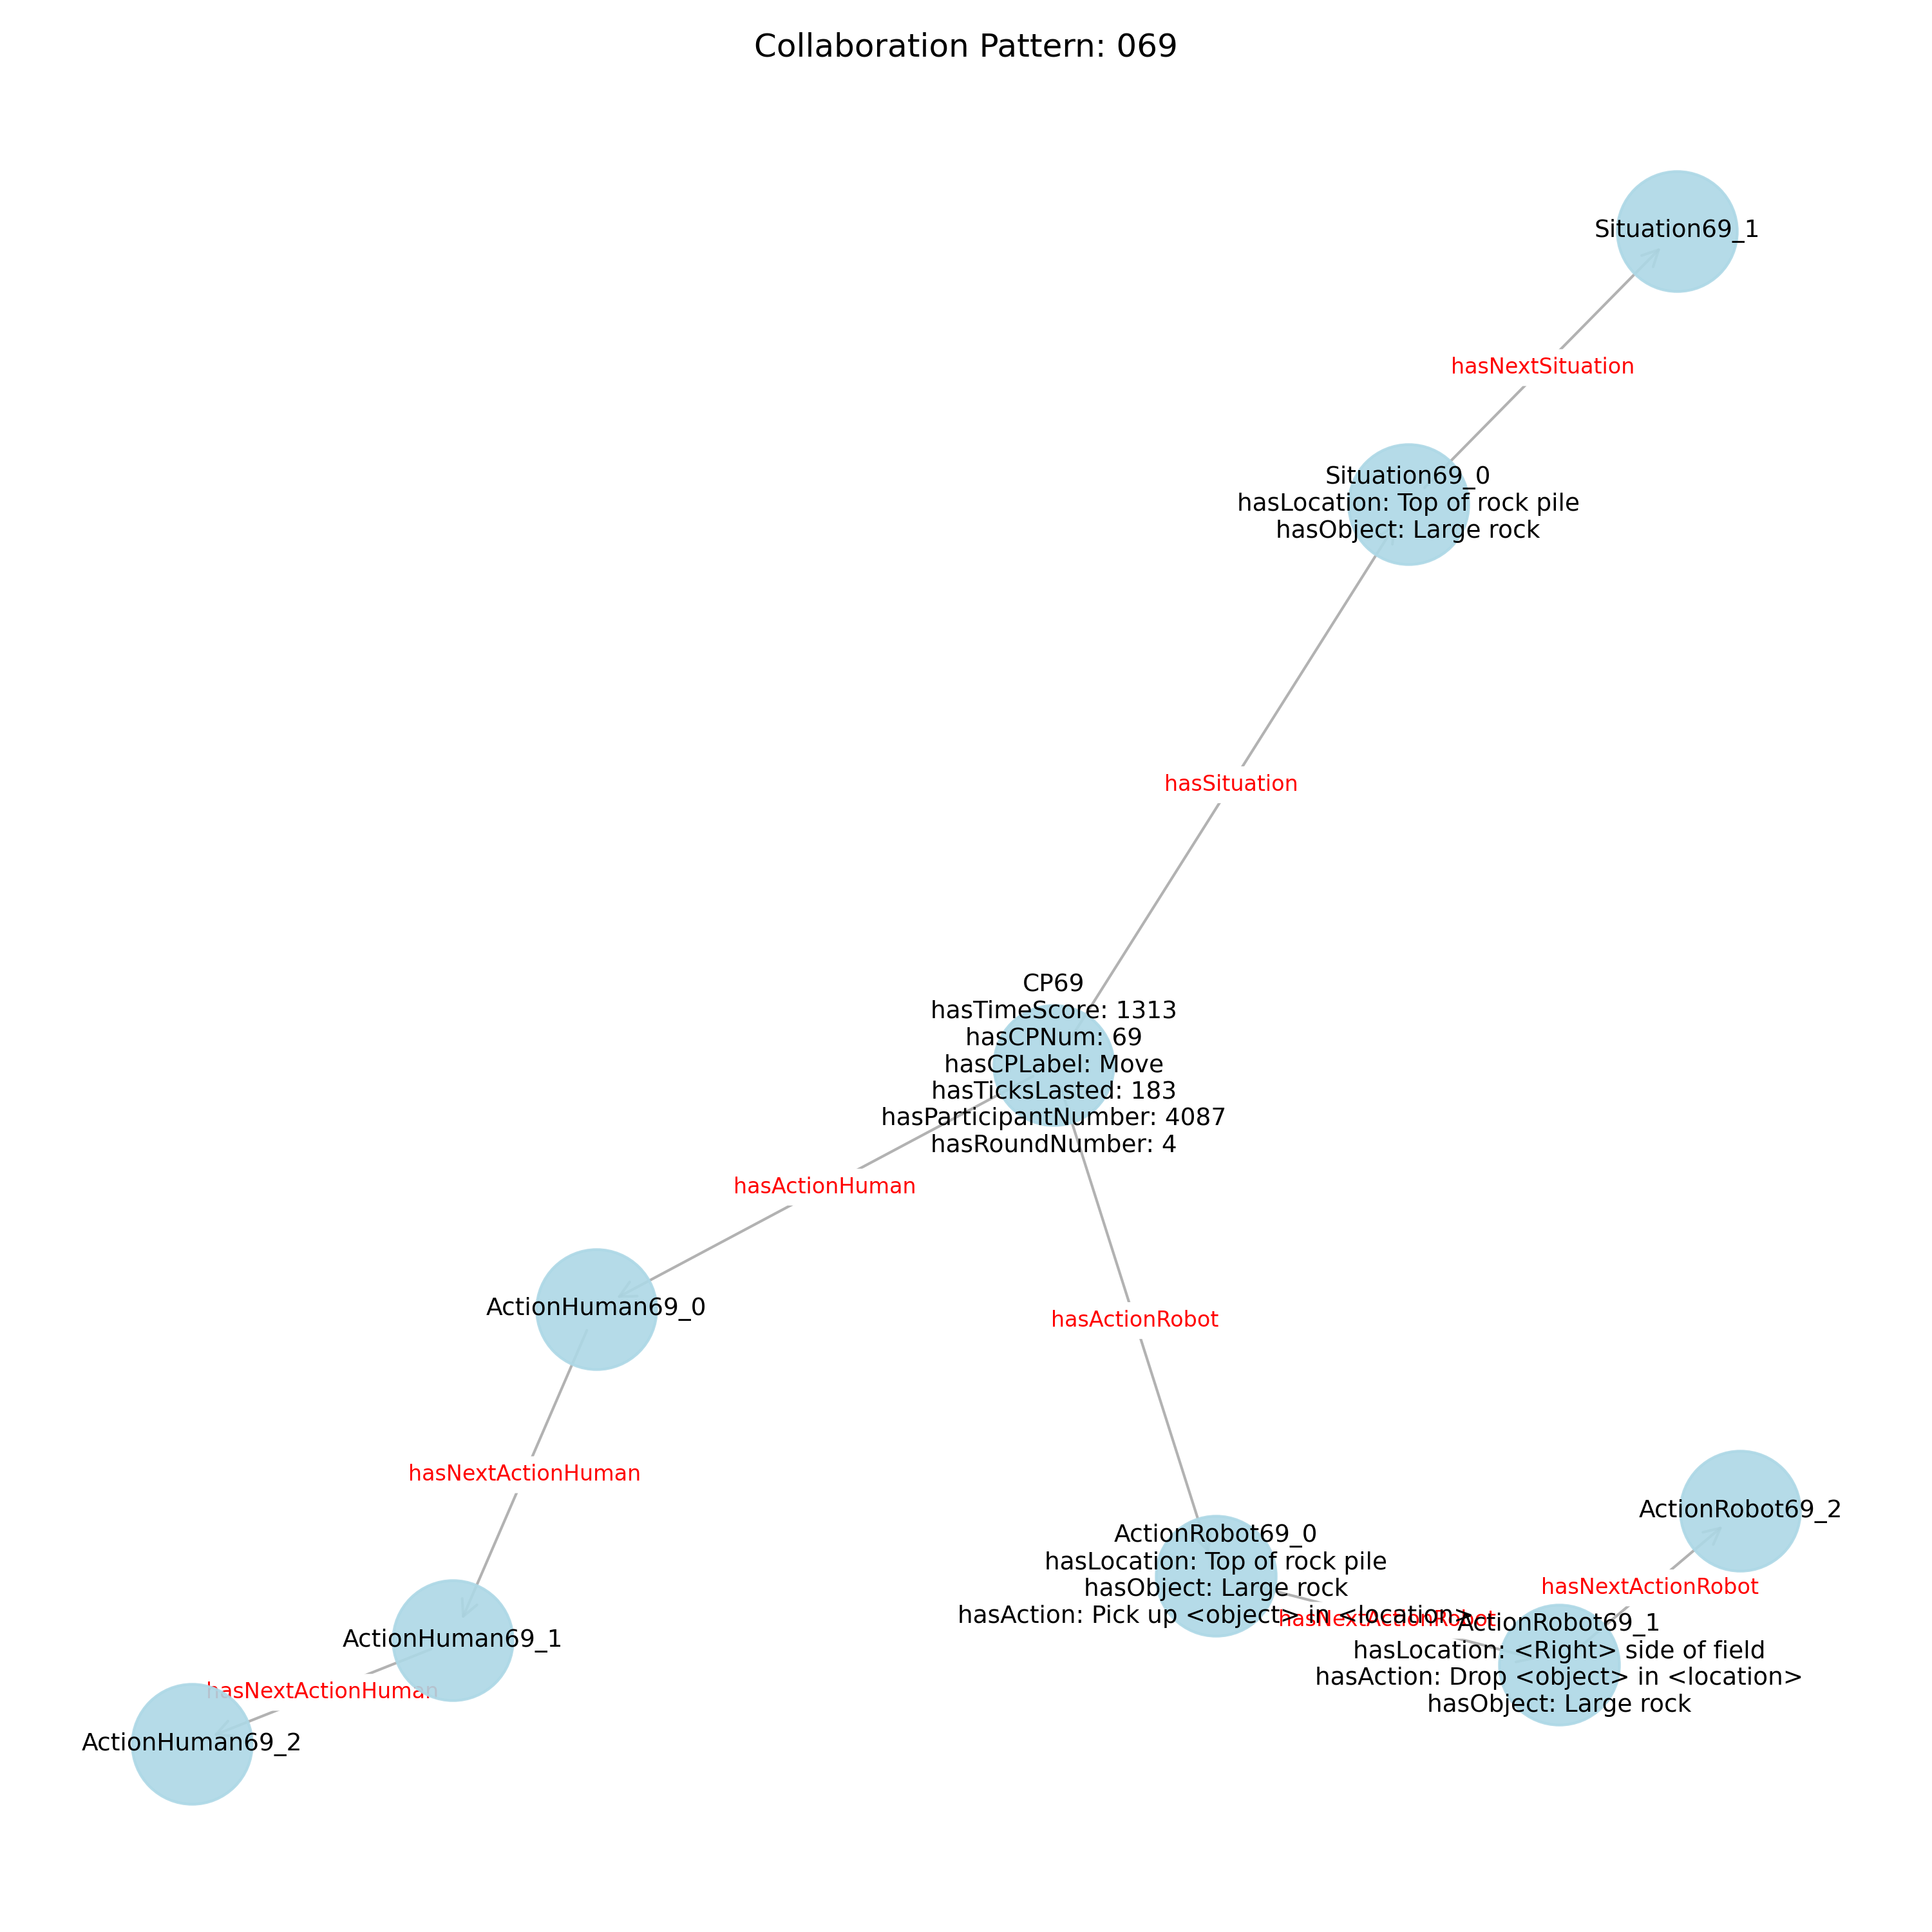 Collaboration Pattern: 069
Situation69_1
hasNextSituation
Situation69_0
hasLocation: Top of rock pile
hasObject: Large rock
hasSituation
CP69
hasTimeScore: 1313
hasCPNum: 69
hasCPLabel: Move
hasTicksLasted: 183
hasParticipantNumber: 4087
hasRoundNumber: 4
hasActionHuman
ActionHuman69_0
hasActionRobot
hasNextActionHuman
ActionRobot69_2
ActionRobot69_0
hasLocation: Top of rock pile
hasObject: Large rock
hasAction: Pick up <object> in <location>
hasNextActionRobot
hasNextActionRobot
ActionRobot69_1
hasLocation: <Right> side of field
hasAction: Drop <object> in <location>
hasObject: Large rock
ActionHuman69_1
hasNextActionHuman
ActionHuman69_2